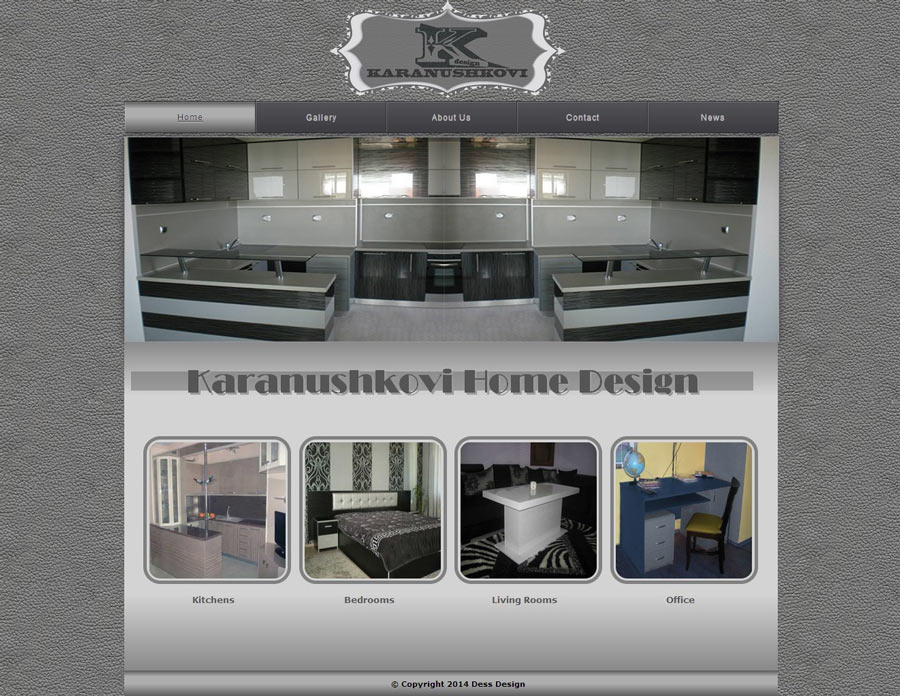 K
design
KARANUSHKOVI
Home Gallery About Us Contact News
Karanushkovi Home Design
Kitchens Bedrooms Living Rooms Office
© Copyright 2014 Dess Design